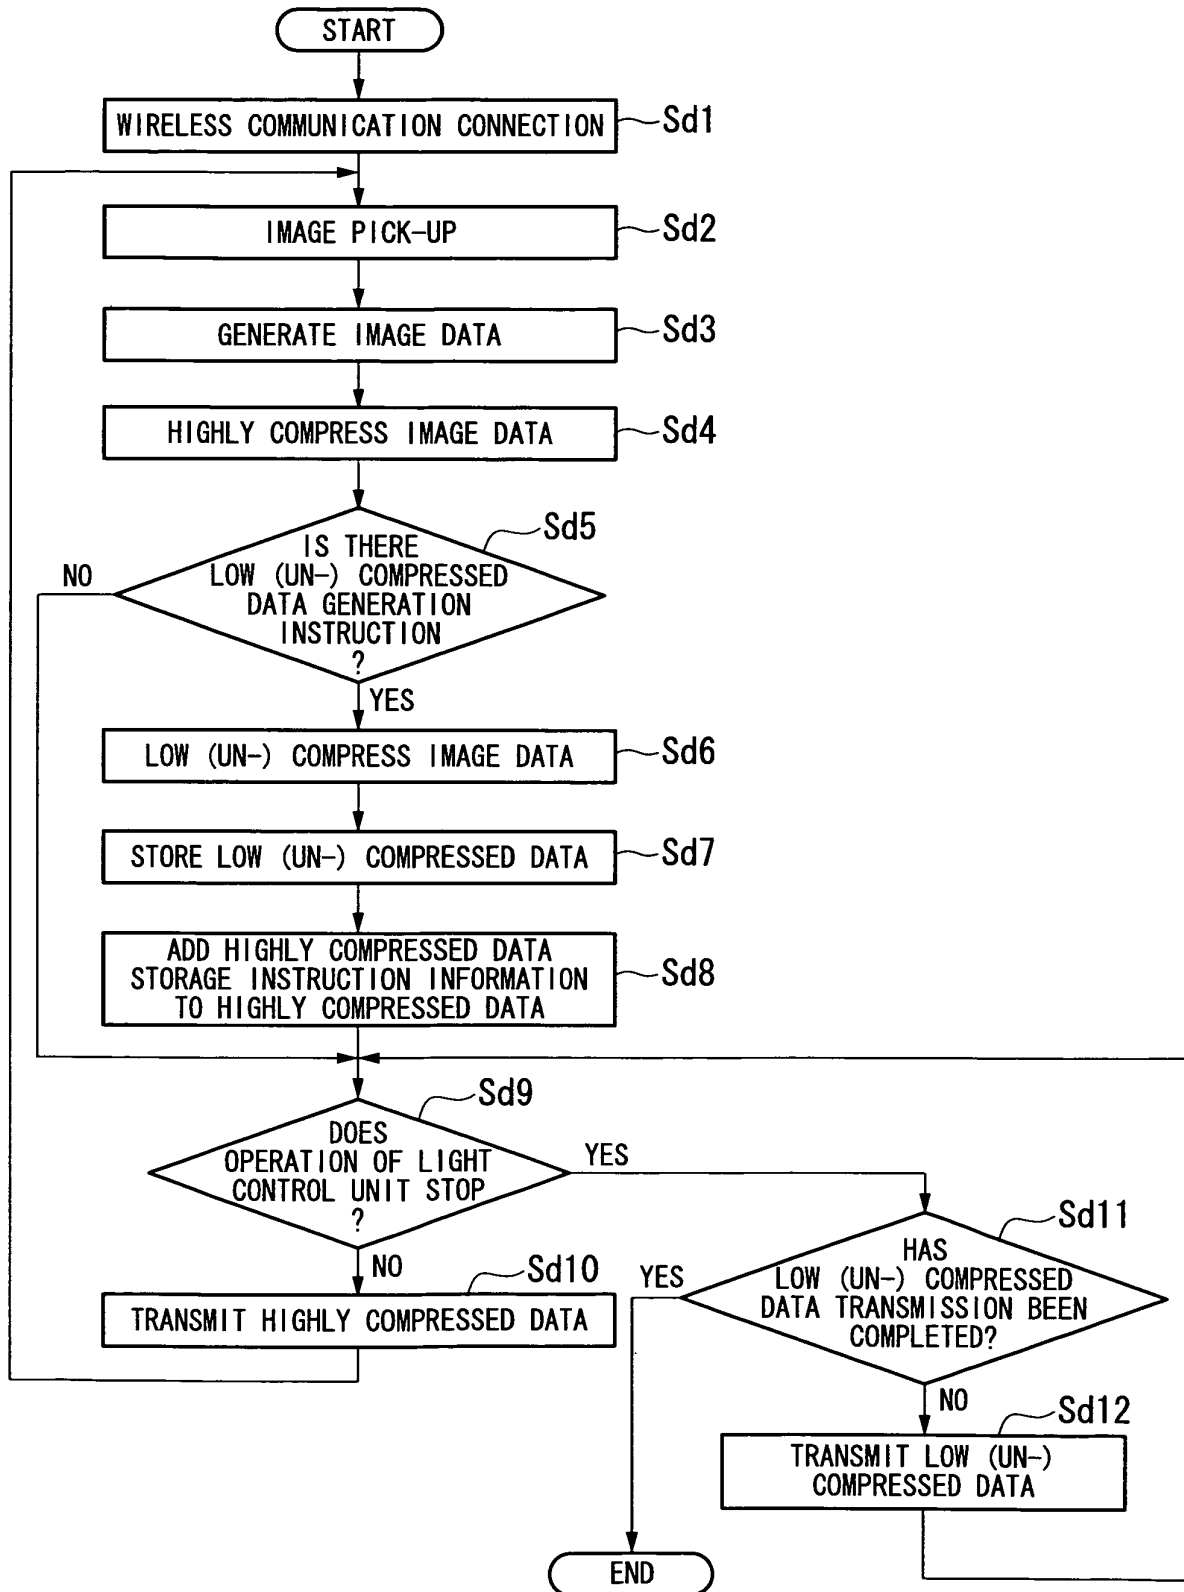 START
WIRELESS COMMUNICATION CONNECTION
Sd1
IMAGE PICK-UP
Sd2
GENERATE IMAGE DATA
Sd3
HIGHLY COMPRESS IMAGE DATA
Sd4
Sd5
IS THERE
LOW (UN-) COMPRESSED
DATA GENERATION
INSTRUCTION
?
NO
YES
LOW (UN-) COMPRESS IMAGE DATA
Sd6
STORE LOW (UN-) COMPRESSED DATA
Sd7
ADD HIGHLY COMPRESSED DATA
STORAGE INSTRUCTION INFORMATION
TO HIGHLY COMPRESSED DATA
Sd8
Sd9
DOES
OPERATION OF LIGHT
CONTROL UNIT STOP
?
YES
NO
Sd10
TRANSMIT HIGHLY COMPRESSED DATA
Sd11
HAS
LOW (UN-) COMPRESSED
DATA TRANSMISSION BEEN
COMPLETED?
YES
NO
Sd12
TRANSMIT LOW (UN-)
COMPRESSED DATA
END